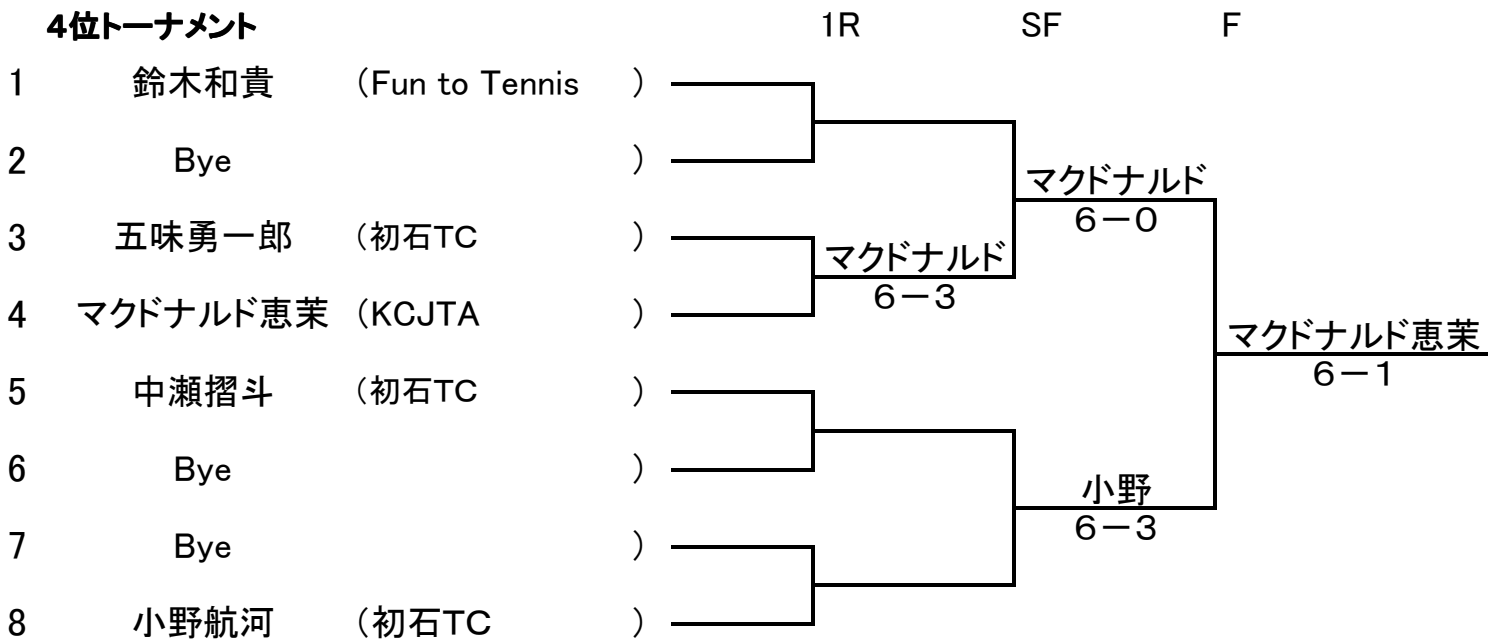 4位トーナメント 1R SF F
1 鈴木和貴 (Fun to Tennis )
2 Bye )
マクドナルド
6-0
3 五味勇一郎 (初石TC )
マクドナルド
6-3
4 マクドナルド恵茉 (KCJTA )
マクドナルド恵茉
6-1
5 中瀬摺斗 (初石TC )
6 Bye )
小野
6-3
7 Bye )
8 小野航河 (初石TC )